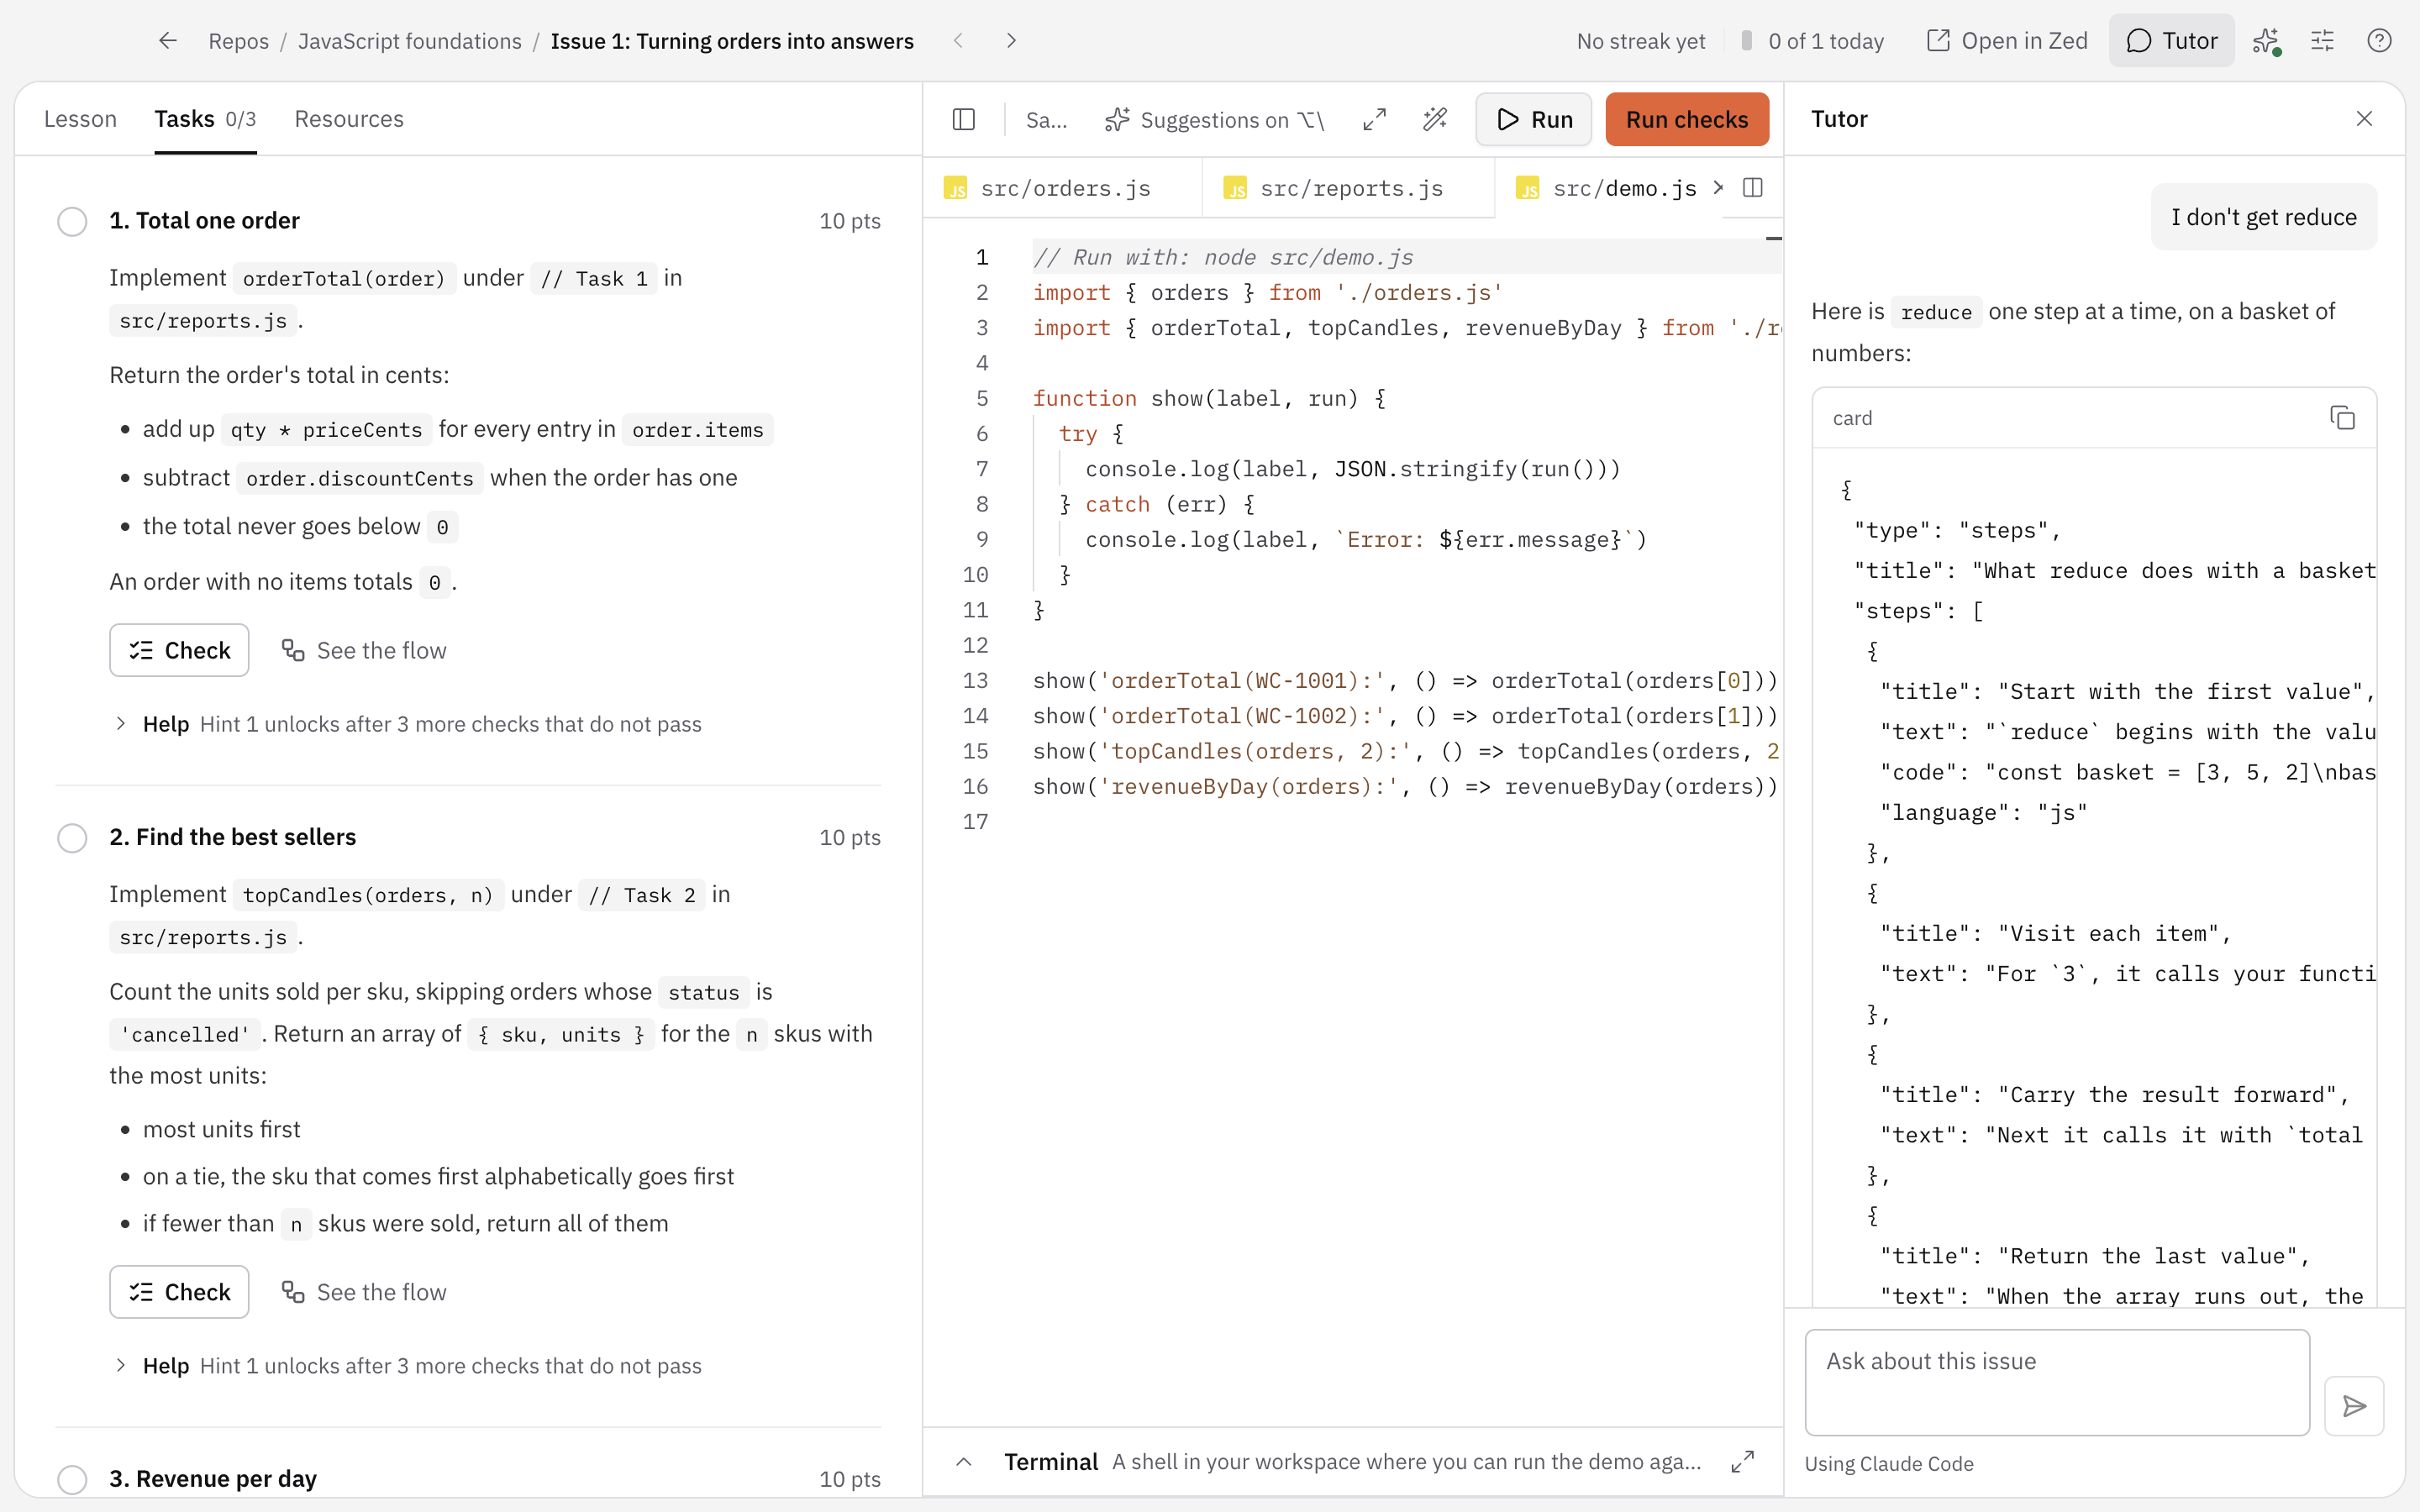 Repos / JavaScript foundations / Issue 1: Turning orders into answers
No streak yet
0 of 1 today
Open in Zed
Tutor
Lesson
Tasks 0/3
Resources
1. Total one order
10 pts
Implement orderTotal(order) under // Task 1 in
src/reports.js.
Return the order's total in cents:
• add up qty * priceCents for every entry in order.items
• subtract order.discountCents when the order has one
• the total never goes below 0
An order with no items totals 0.
Check
See the flow
Help Hint 1 unlocks after 3 more checks that do not pass
2. Find the best sellers
10 pts
Implement topCandles(orders, n) under // Task 2 in
src/reports.js.
Count the units sold per sku, skipping orders whose status is
'cancelled'. Return an array of { sku, units } for the n skus with
the most units:
• most units first
• on a tie, the sku that comes first alphabetically goes first
• if fewer than n skus were sold, return all of them
Check
See the flow
Help Hint 1 unlocks after 3 more checks that do not pass
3. Revenue per day
10 pts
Sa...
Suggestions on ⌥\
Run
Run checks
JS src/orders.js
JS src/reports.js
JS src/demo.js
1 // Run with: node src/demo.js
2 import { orders } from './orders.js'
3 import { orderTotal, topCandles, revenueByDay } from './r
4
5 function show(label, run) {
6 try {
7 console.log(label, JSON.stringify(run()))
8 } catch (err) {
9 console.log(label, `Error: ${err.message}`)
10 }
11 }
12
13 show('orderTotal(WC-1001):', () => orderTotal(orders[0]))
14 show('orderTotal(WC-1002):', () => orderTotal(orders[1]))
15 show('topCandles(orders, 2):', () => topCandles(orders, 2
16 show('revenueByDay(orders):', () => revenueByDay(orders))
17
Terminal A shell in your workspace where you can run the demo aga...
Tutor
I don't get reduce
Here is reduce one step at a time, on a basket of
numbers:
card
{
"type": "steps",
"title": "What reduce does with a basket
"steps": [
{
"title": "Start with the first value",
"text": "`reduce` begins with the valu
"code": "const basket = [3, 5, 2]\nbas
"language": "js"
},
{
"title": "Visit each item",
"text": "For `3`, it calls your functi
},
{
"title": "Carry the result forward",
"text": "Next it calls it with `total
},
{
"title": "Return the last value",
"text": "When the array runs out, the
Ask about this issue
Using Claude Code